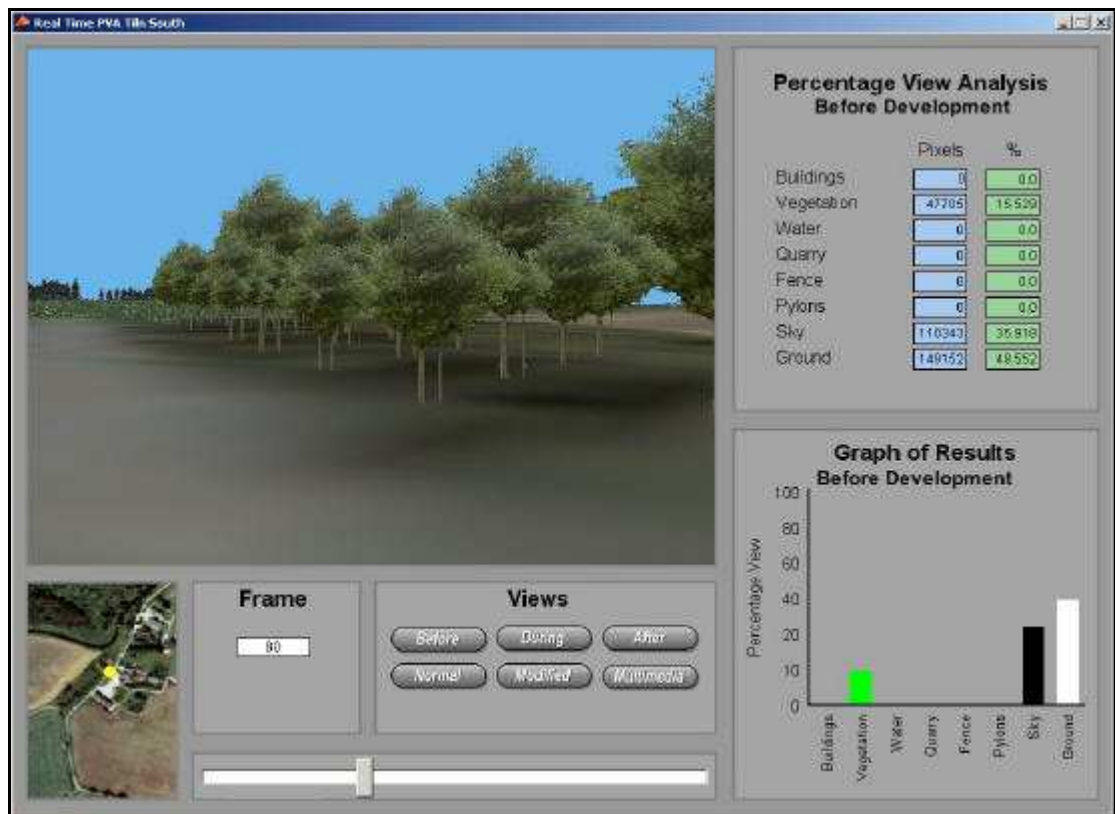 Real Time PVA Tiln South
Percentage View Analysis
Before Development
Pixels %
Buildings 0 0.0
Vegetation 47705 15.529
Water 0 0.0
Quarry 0 0.0
Fence 0 0.0
Pylons 0 0.0
Sky 110343 35.918
Ground 149152 48.552
Graph of Results
Before Development
Percentage View
100
80
60
40
20
10
0
Buildings
Vegetation
Water
Quarry
Fence
Pylons
Sky
Ground
Frame
Views
Before During After
Normal Modified Multimedia